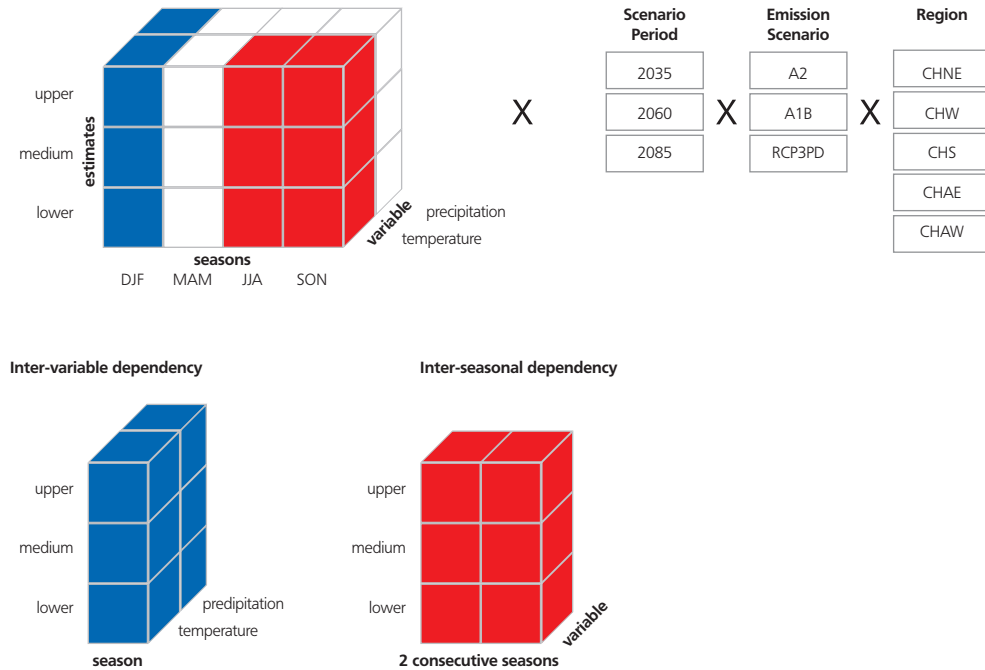 upper
medium
lower
estimates
seasons
DJF MAM JJA SON
variable
precipitation
temperature
X
Scenario
Period
2035
2060
2085
X
Emission
Scenario
A2
A1B
RCP3PD
X
Region
CHNE
CHW
CHS
CHAE
CHAW
Inter-variable dependency
upper
medium
lower
predipitation
temperature
season
Inter-seasonal dependency
upper
medium
lower
variable
2 consecutive seasons